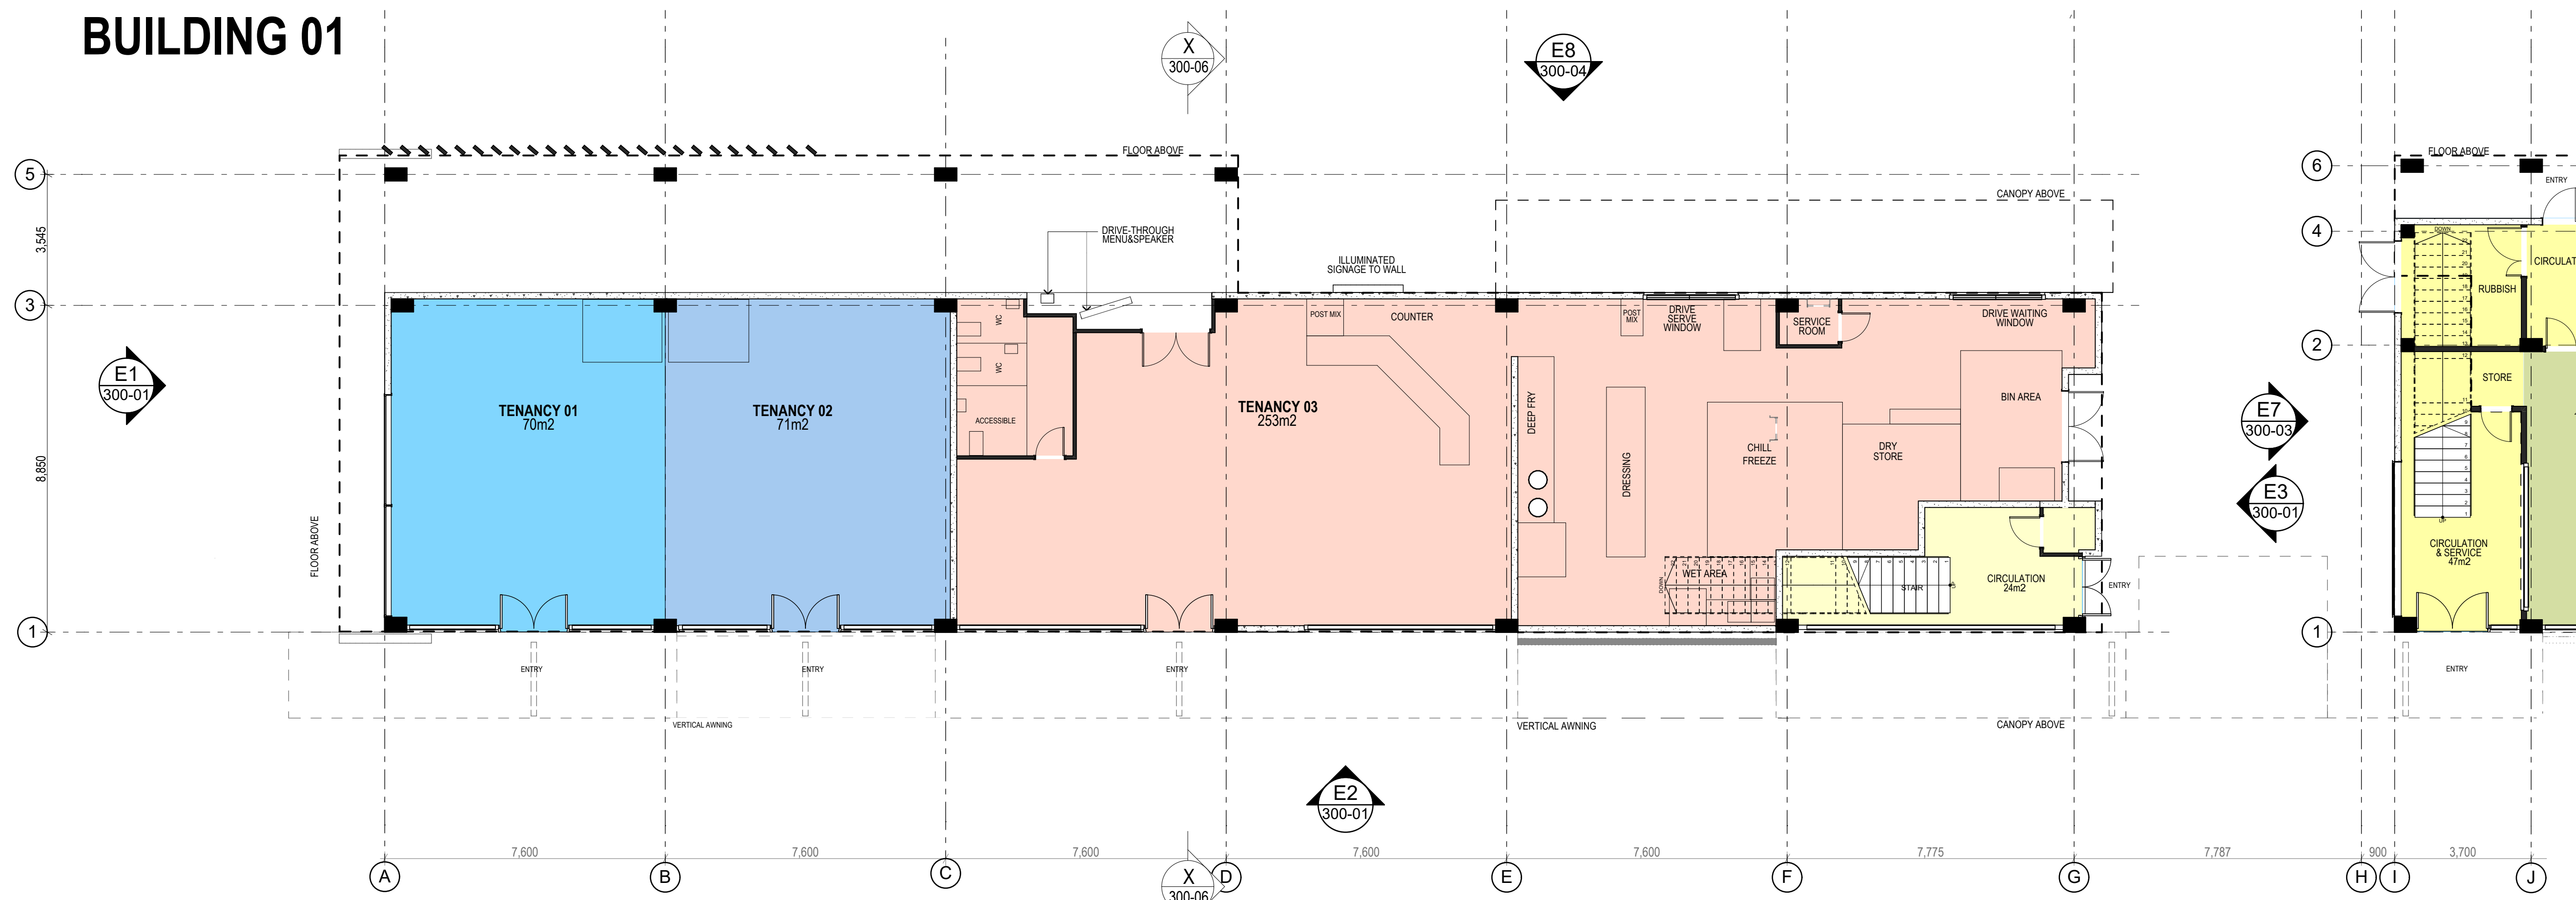 BUILDING 01
X
300-06
E8
300-04
FLOOR ABOVE
FLOOR ABOVE
5
6
ENTRY
CANOPY ABOVE
3,545
DRIVE-THROUGH
MENU&SPEAKER
4
DOWN
ILLUMINATED
SIGNAGE TO WALL
CIRCULAT
RUBBISH
3
WC
POST MIX
COUNTER
POST
MIX
DRIVE
SERVE
WINDOW
SERVICE
ROOM
DRIVE WAITING
WINDOW
2
WC
STORE
E1
300-01
TENANCY 01
70m2
TENANCY 02
71m2
TENANCY 03
253m2
ACCESSIBLE
DEEP FRY
DRESSING
CHILL
FREEZE
DRY
STORE
BIN AREA
E7
300-03
8,850
E3
300-01
FLOOR ABOVE
UP
CIRCULATION
& SERVICE
47m2
WET AREA
DOWN
STAIR
CIRCULATION
24m2
ENTRY
1
1
ENTRY
ENTRY
ENTRY
ENTRY
VERTICAL AWNING
VERTICAL AWNING
CANOPY ABOVE
E2
300-01
7,600
7,600
7,600
7,600
7,600
7,775
7,787
900
3,700
A
B
C
X
300-06
D
E
F
G
H
I
J